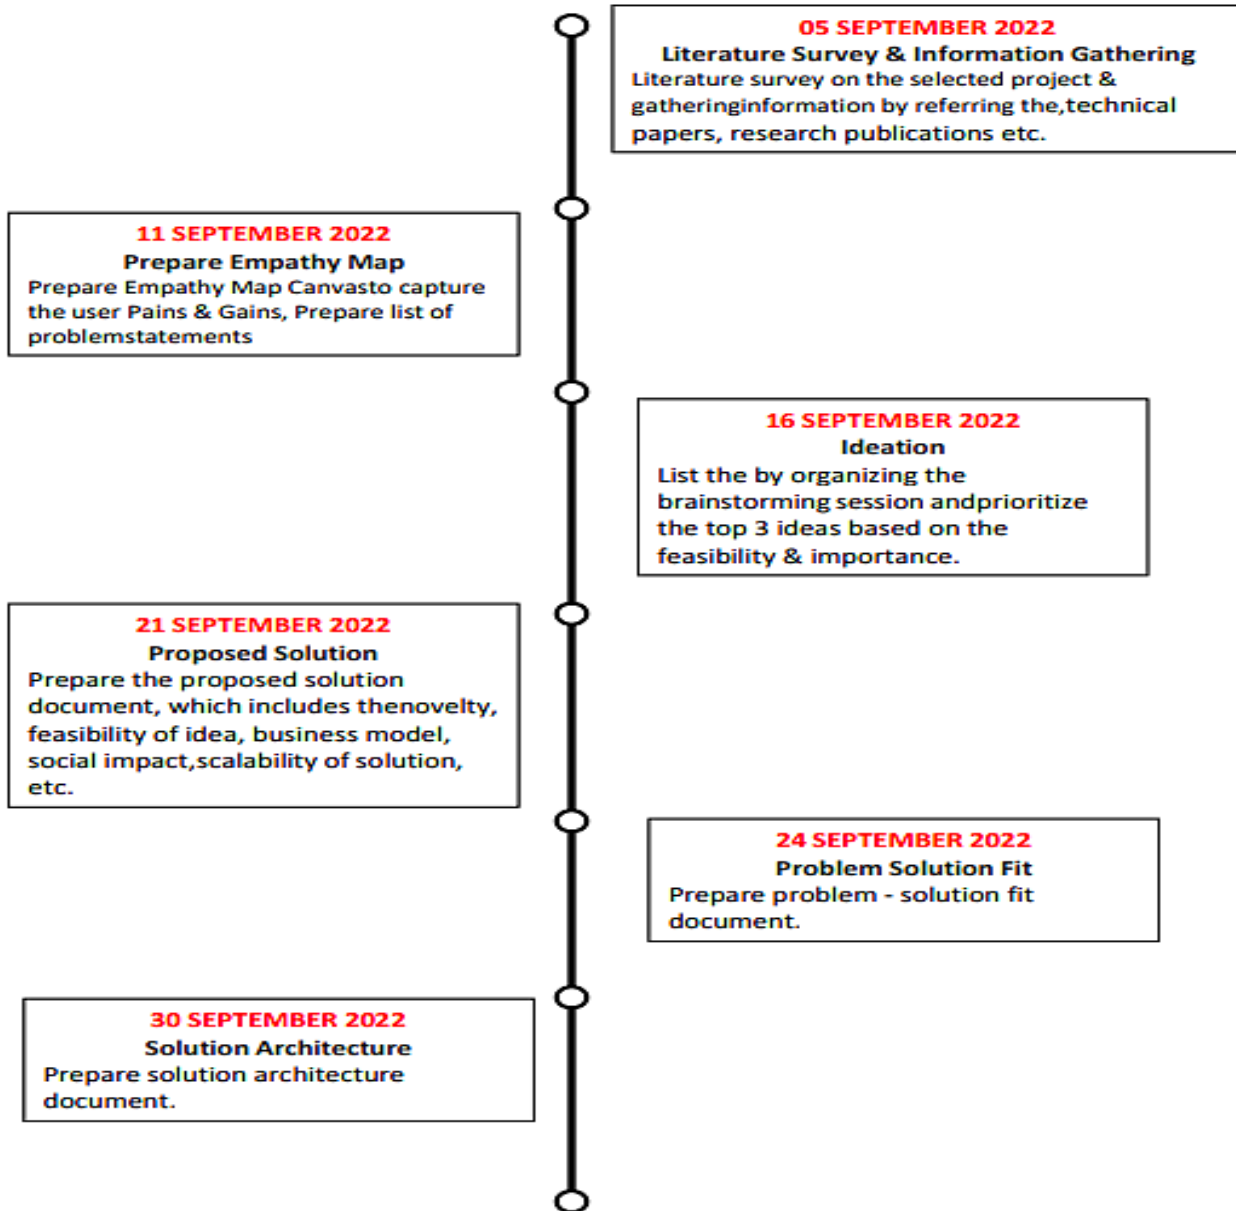 05 SEPTEMBER 2022
Literature Survey & Information Gathering
Literature survey on the selected project &
gatheringinformation by referring the,technical
papers, research publications etc.
11 SEPTEMBER 2022
Prepare Empathy Map
Prepare Empathy Map Canvasto capture
the user Pains & Gains, Prepare list of
problemstatements
16 SEPTEMBER 2022
Ideation
List the by organizing the
brainstorming session andprioritize
the top 3 ideas based on the
feasibility & importance.
21 SEPTEMBER 2022
Proposed Solution
Prepare the proposed solution
document, which includes thenovelty,
feasibility of idea, business model,
social impact,scalability of solution,
etc.
24 SEPTEMBER 2022
Problem Solution Fit
Prepare problem - solution fit
document.
30 SEPTEMBER 2022
Solution Architecture
Prepare solution architecture
document.